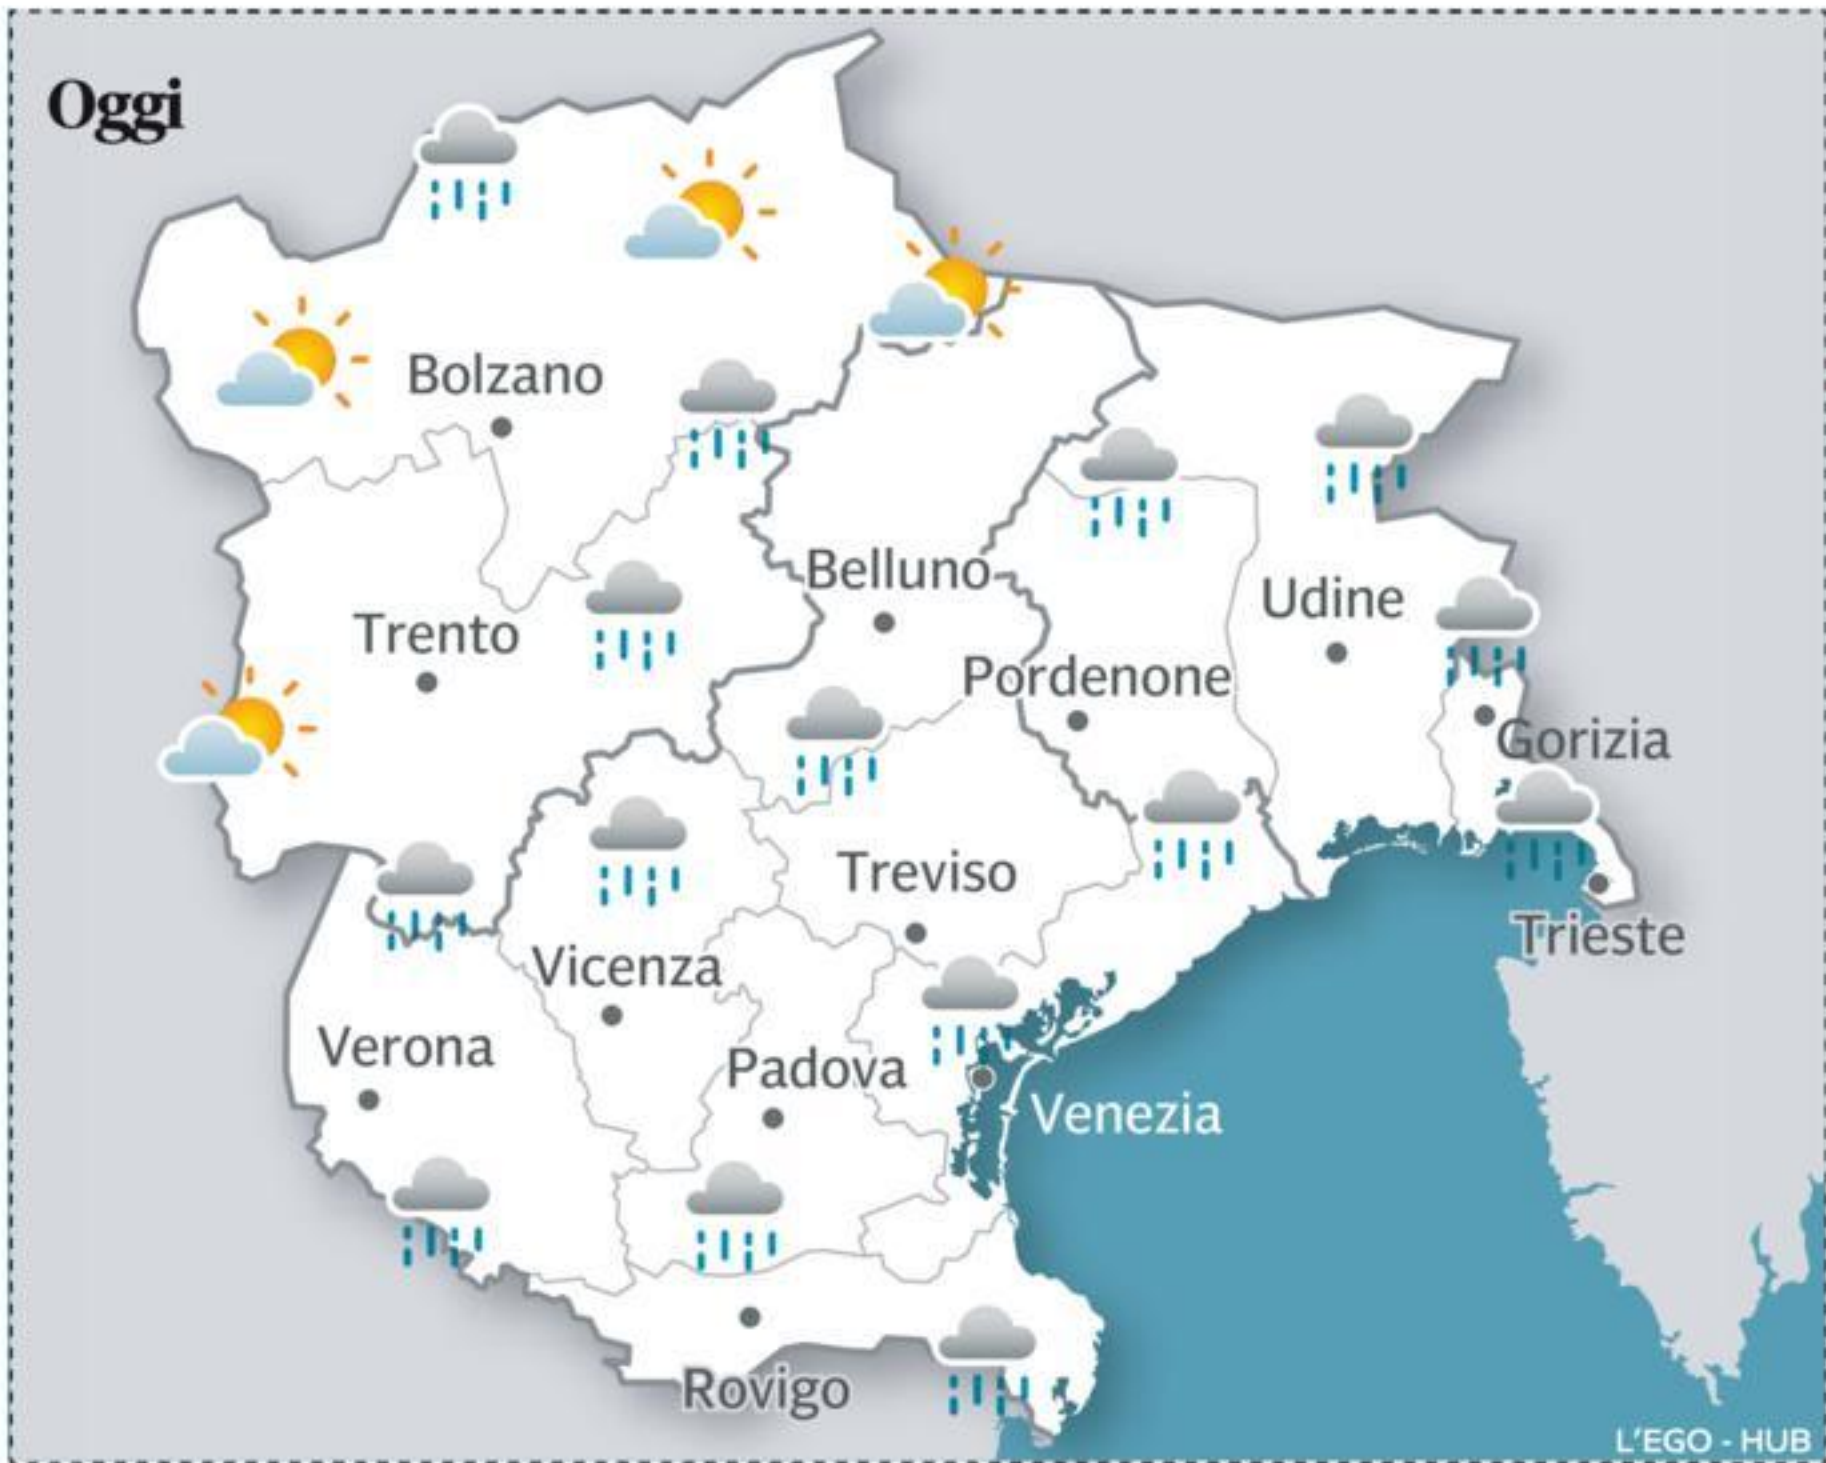 Oggi
Bolzano
Belluno
Udine
Trento
Pordenone
Gorizia
Treviso
Trieste
Vicenza
Verona
Padova
Venezia
Rovigo
L'EGO - HUB